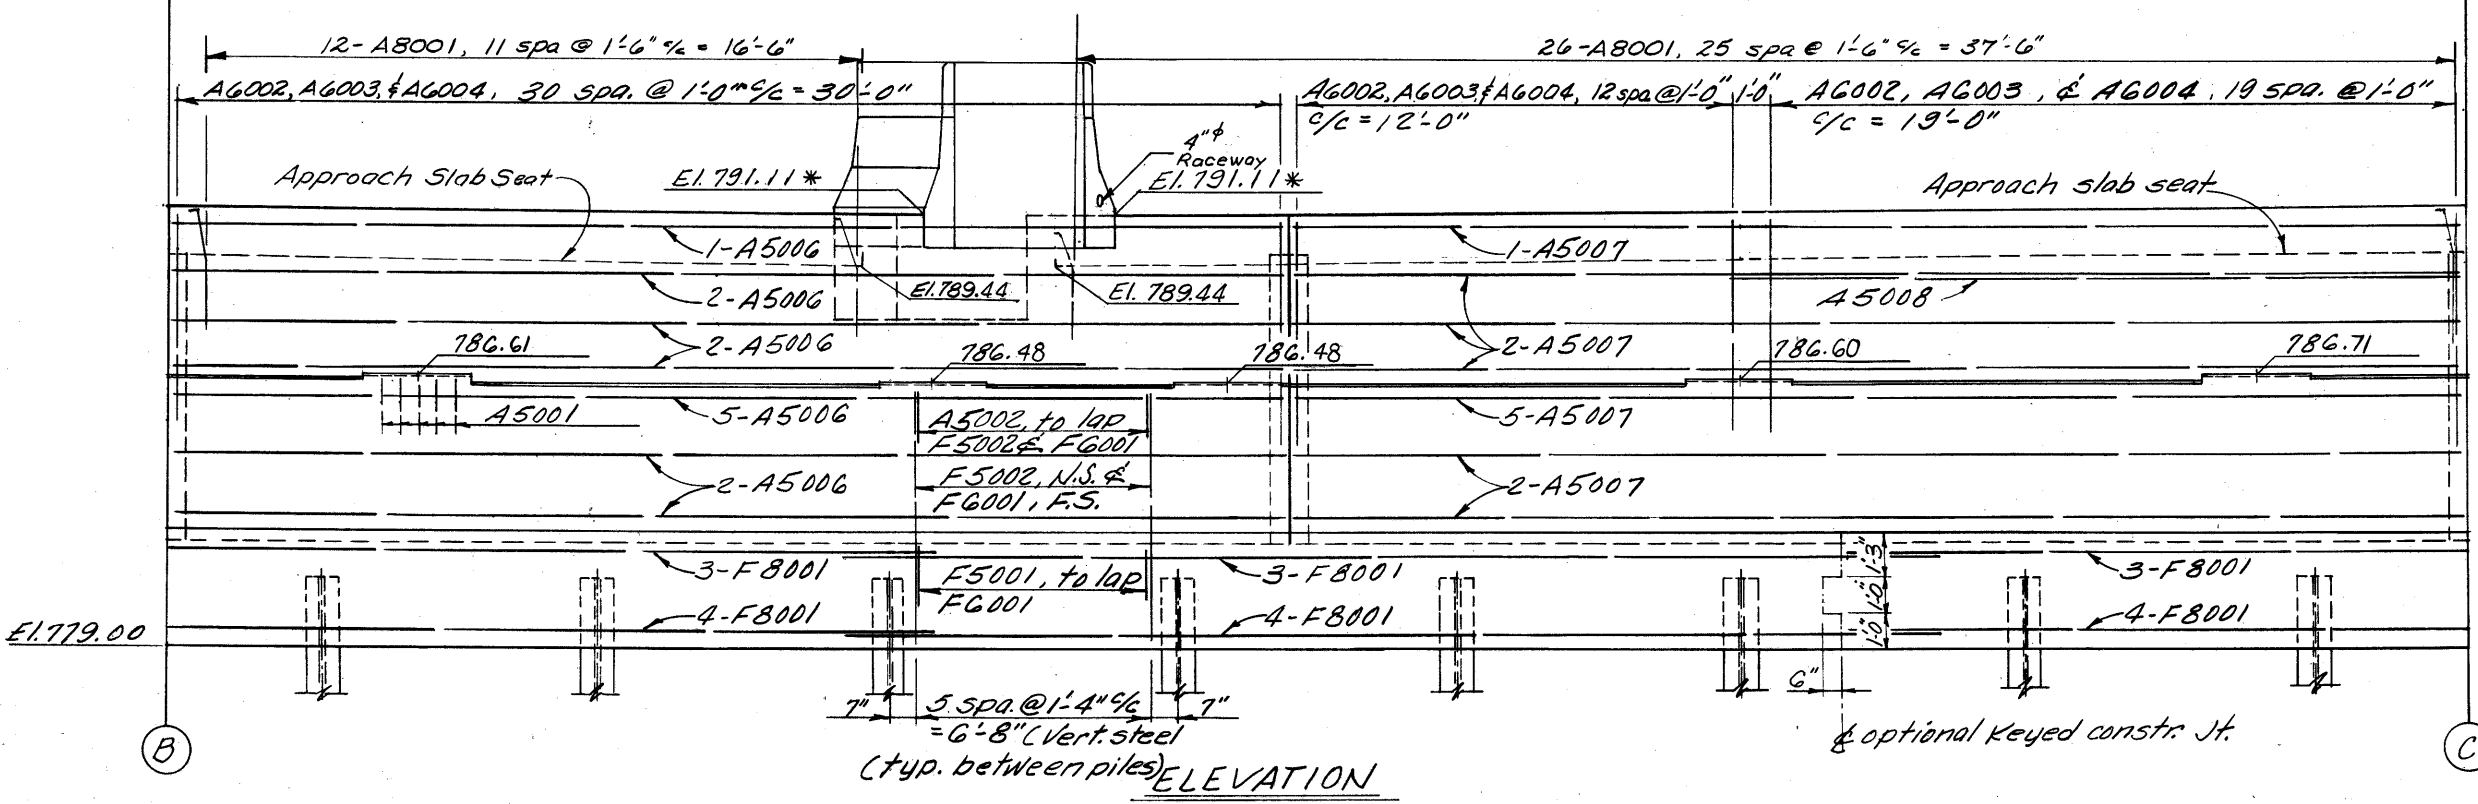 12-A8001, 11 spa @ 1'-6" c/c = 16'-6"
26-A8001, 25 spa @ 1'-6" c/c = 37'-6"
A6002, A6003, & A6004, 30 spa. @ 1'-0" c/c = 30'-0"
A6002, A6003, & A6004, 12 spa @ 1'-0"
c/c = 12'-0"
1'-0"
A6002, A6003, & A6004, 19 spa. @ 1'-0"
c/c = 19'-0"
4"ϕ
Raceway
Approach Slab Seat
El. 791.11 *
El. 791.11 *
Approach slab seat
1-A5006
1-A5007
2-A5006
El. 789.44
El. 789.44
A5008
786.61
2-A5006
786.48
786.48
2-A5007
786.60
786.71
A5001
5-A5006
A5002, to lap
F5002 & F6001
5-A5007
2-A5006
F5002, N.S. &
F6001, F.S.
2-A5007
3-F8001
F5001, to lap
F6001
3-F8001
1'-3"
1'-0"
1'-0"
3-F8001
El. 779.00
4-F8001
4-F8001
4-F8001
7"
5 spa. @ 1'-4" c/c
= 6'-8" (Vert. steel
(typ. between piles)
7"
6"
℄ optional Keyed constr. Jt.
B
C
ELEVATION